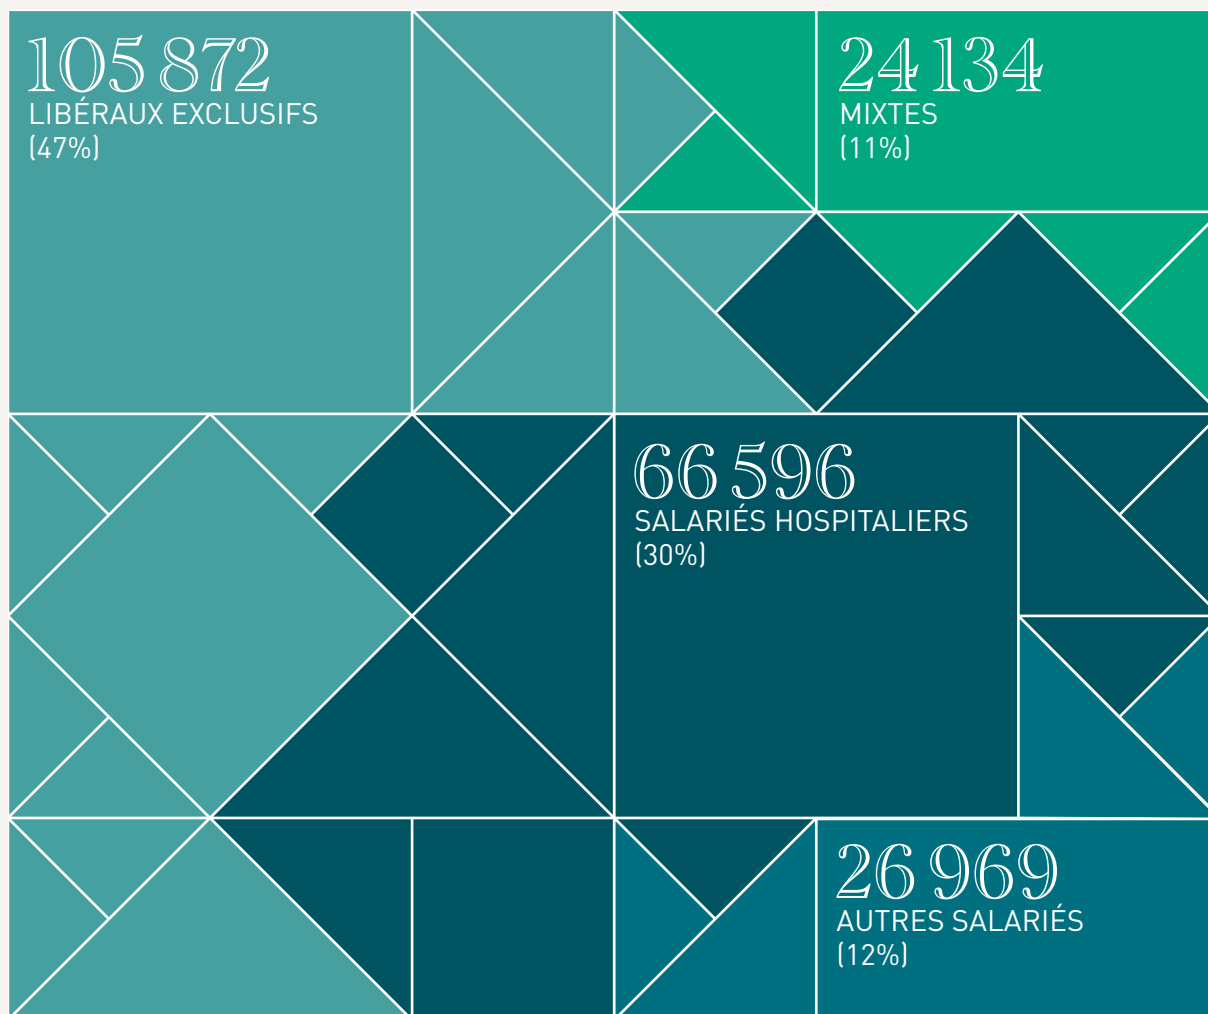 105 872
LIBÉRAUX EXCLUSIFS
(47%)
24 134
MIXTES
(11%)
66 596
SALARIÉS HOSPITALIERS
(30%)
26 969
AUTRES SALARIÉS
(12%)